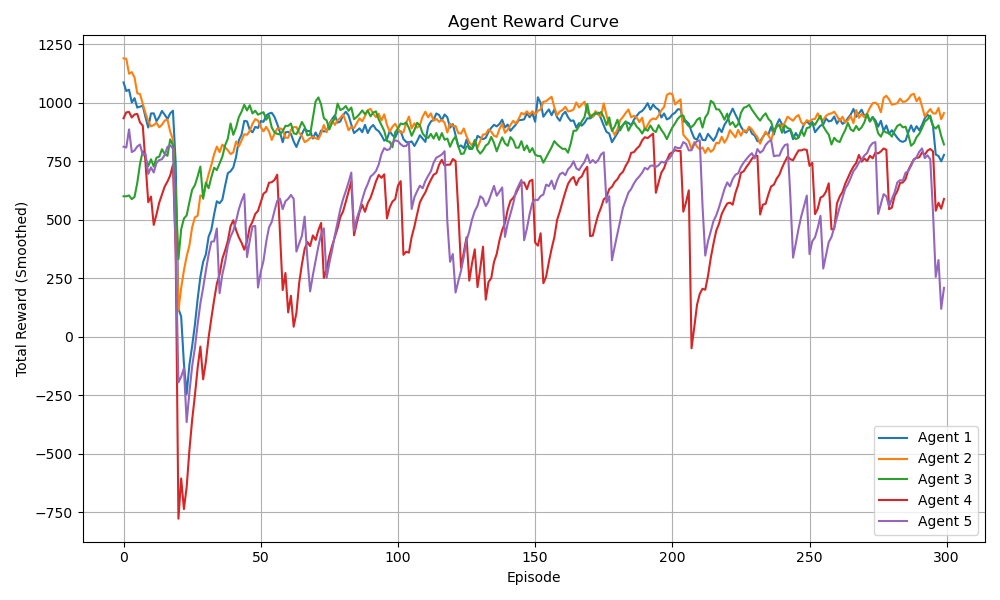 Agent Reward Curve
Total Reward (Smoothed)
1250
1000
750
500
250
0
−250
−500
−750
0 50 100 150 200 250 300
Episode
Agent 1
Agent 2
Agent 3
Agent 4
Agent 5